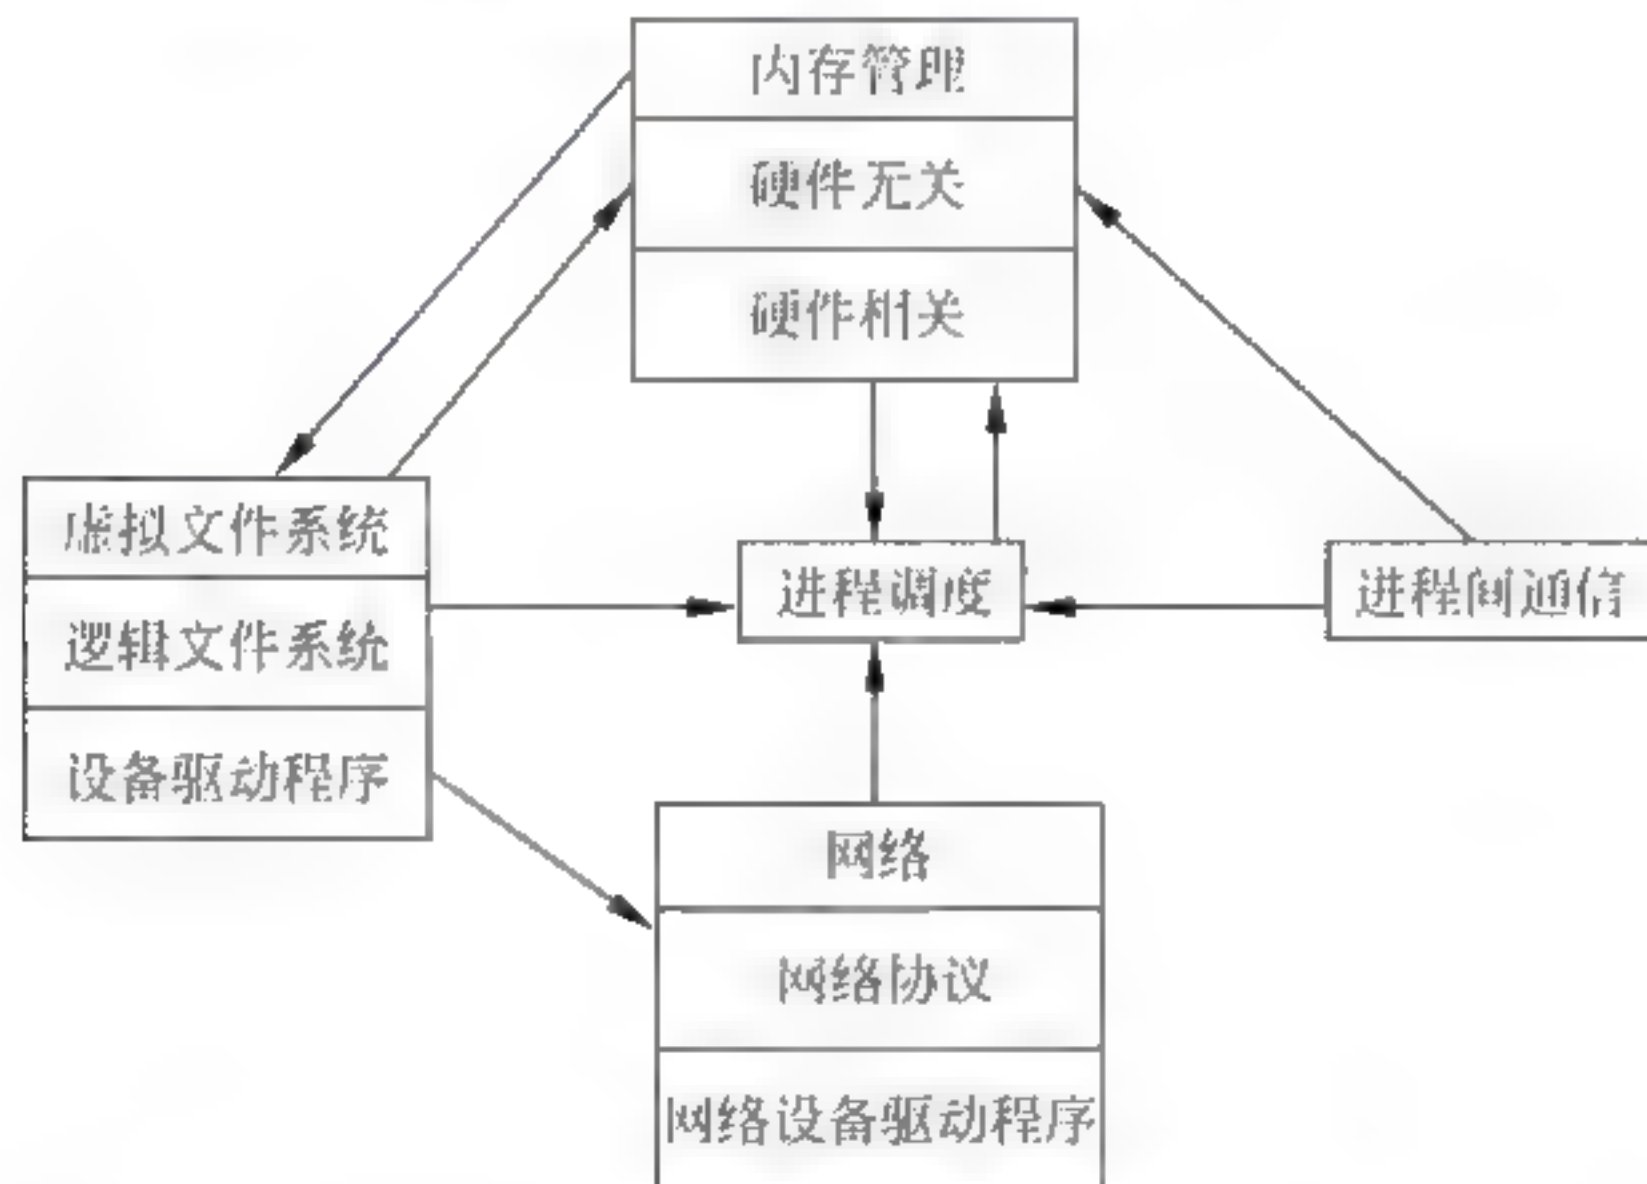 内存管理
硬件无关
硬件相关
虚拟文件系统
逻辑文件系统
设备驱动程序
进程调度
进程间通信
网络
网络协议
网络设备驱动程序